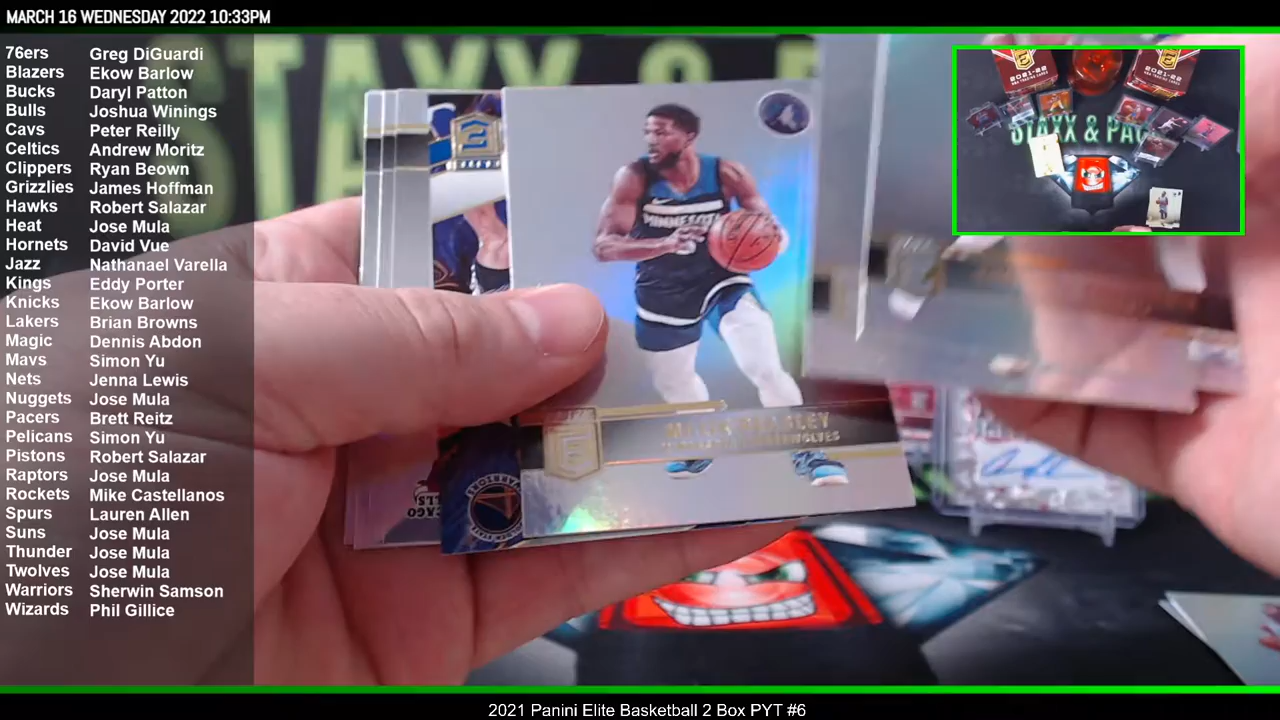 MARCH 16 WEDNESDAY 2022 10:33PM
76ers Greg DiGuardi
Blazers Ekow Barlow
Bucks Daryl Patton
Bulls Joshua Winings
Cavs Peter Reilly
Celtics Andrew Moritz
Clippers Ryan Beown
Grizzlies James Hoffman
Hawks Robert Salazar
Heat Jose Mula
Hornets David Vue
Jazz Nathanael Varella
Kings Eddy Porter
Knicks Ekow Barlow
Lakers Brian Browns
Magic Dennis Abdon
Mavs Simon Yu
Nets Jenna Lewis
Nuggets Jose Mula
Pacers Brett Reitz
Pelicans Simon Yu
Pistons Robert Salazar
Raptors Jose Mula
Rockets Mike Castellanos
Spurs Lauren Allen
Suns Jose Mula
Thunder Jose Mula
Twolves Jose Mula
Warriors Sherwin Samson
Wizards Phil Gillice
STAXX & PAC
2021-22
2021-22
MINNESOTA
2021 Panini Elite Basketball 2 Box PYT #6